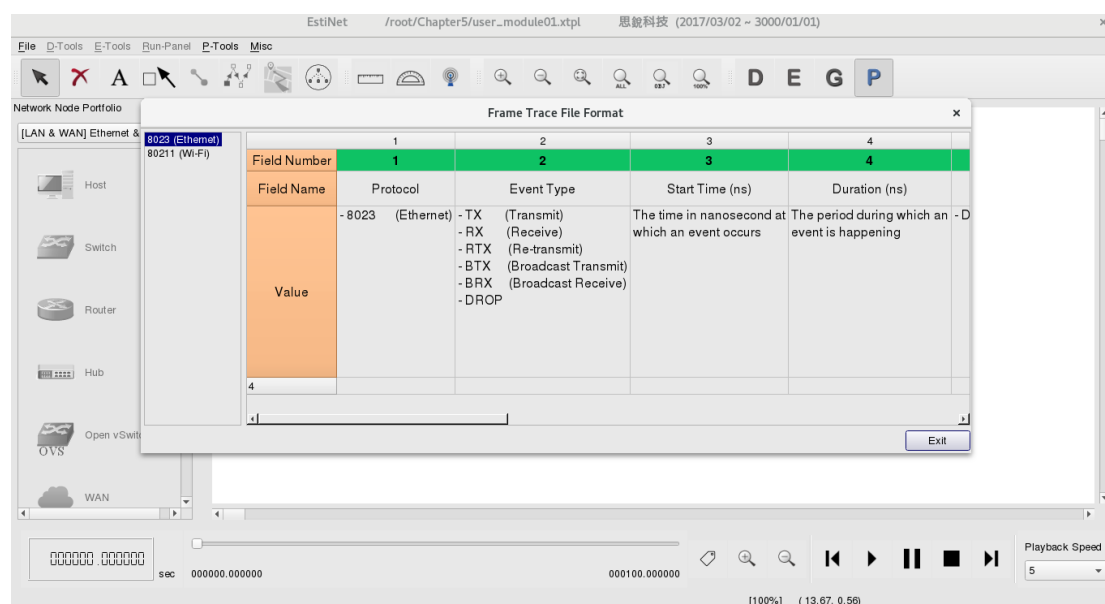 EstiNet /root/Chapter5/user_module01.xtpl 思銳科技 (2017/03/02 ~ 3000/01/01)
File D-Tools E-Tools Run-Panel P-Tools Misc
A ALL 100% D E G P
Network Node Portfolio
[LAN & WAN] Ethernet &
Host
Switch
Router
Hub
Open vSwit
OVS
WAN
Frame Trace File Format
8023 (Ethernet)
80211 (Wi-Fi)
1 2 3 4
Field Number 1 2 3 4
Field Name Protocol Event Type Start Time (ns) Duration (ns)
Value
- 8023 (Ethernet)
- TX (Transmit)
- RX (Receive)
- RTX (Re-transmit)
- BTX (Broadcast Transmit)
- BRX (Broadcast Receive)
- DROP
The time in nanosecond at
which an event occurs
The period during which an
event is happening
- D
4
Exit
000000.000000 sec
000000.000000
000100.000000
Playback Speed
5
[100%] ( 13.67, 0.56)